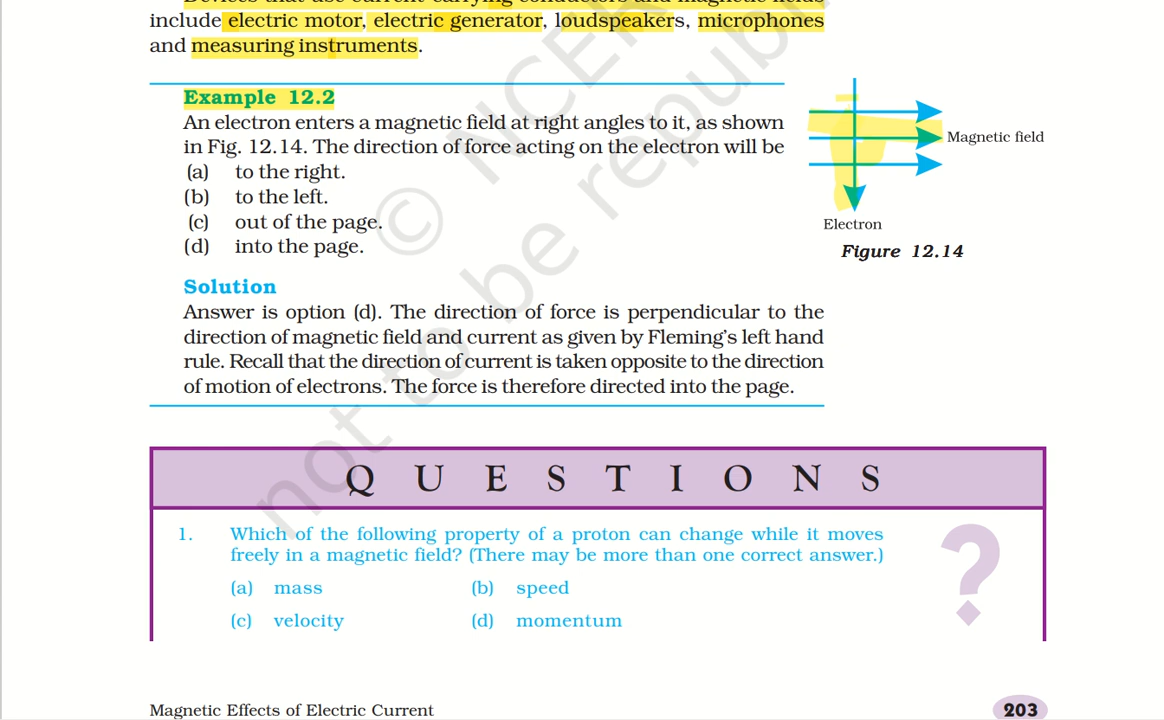 include electric motor, electric generator, loudspeakers, microphones
and measuring instruments.
Example 12.2
An electron enters a magnetic field at right angles to it, as shown
in Fig. 12.14. The direction of force acting on the electron will be
(a) to the right.
(b) to the left.
(c) out of the page.
(d) into the page.
Magnetic field
Electron
Figure 12.14
Solution
Answer is option (d). The direction of force is perpendicular to the
direction of magnetic field and current as given by Fleming's left hand
rule. Recall that the direction of current is taken opposite to the direction
of motion of electrons. The force is therefore directed into the page.
QUESTIONS
1. Which of the following property of a proton can change while it moves
freely in a magnetic field? (There may be more than one correct answer.)
(a) mass (b) speed
(c) velocity (d) momentum
?
Magnetic Effects of Electric Current 203
© NCER
not to be republ